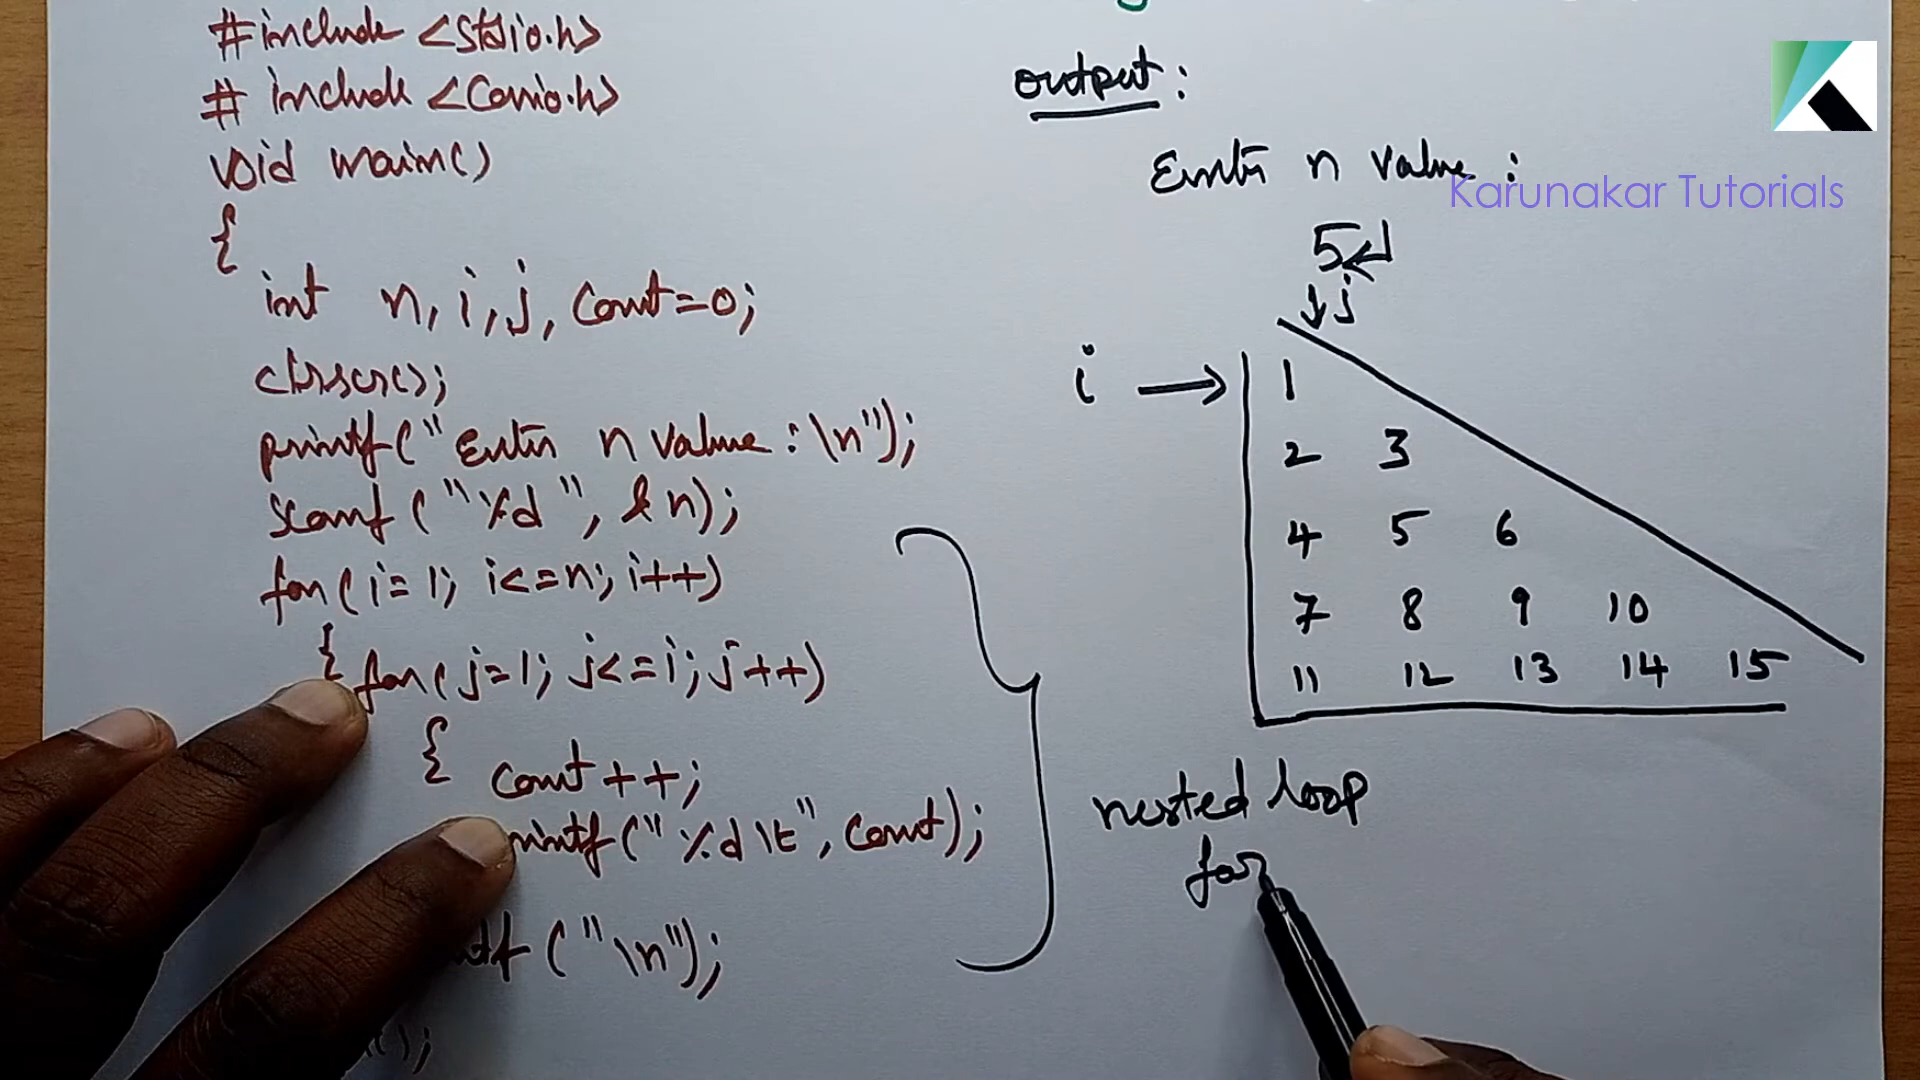 #include <stdio.h>
# include <conio.h>
void main()
{
int n, i, j, count=0;
clrscr();
printf("Enter n value :\n");
scanf ("%d", &n);
for(i=1; i<=n; i++)
{ for(j=1; j<=i; j++)
{ count++;
printf("%d\t", count);
("\n");
();
output:
Enter n value :
5
j
i
1
2 3
4 5 6
7 8 9 10
11 12 13 14 15
nested loop
for
Karunakar Tutorials